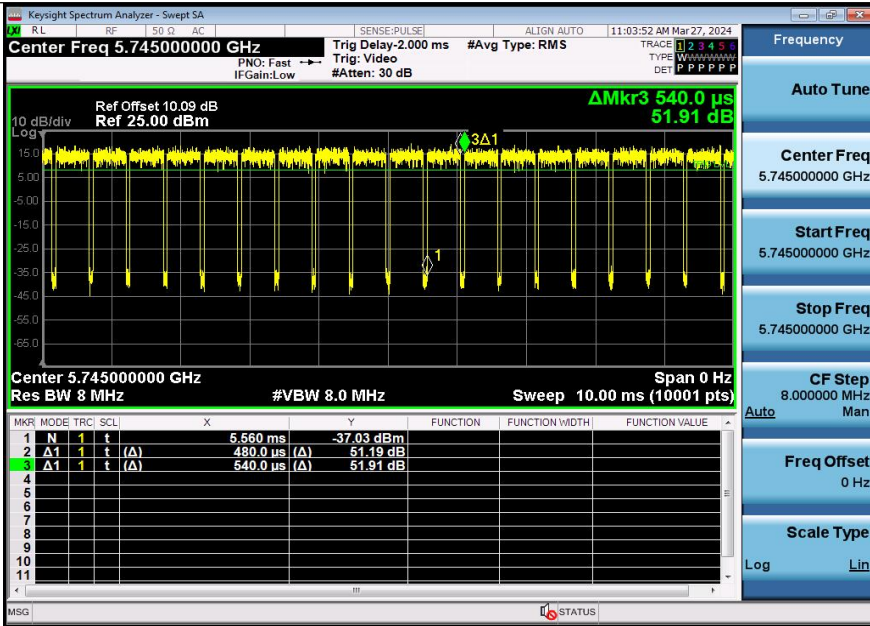 Keysight Spectrum Analyzer - Swept SA
LXI RL RF 50 Ω AC SENSE:PULSE ALIGN AUTO 11:03:52 AM Mar 27, 2024
Center Freq 5.745000000 GHz
PNO: Fast
IFGain:Low
Trig Delay-2.000 ms
Trig: Video
#Atten: 30 dB
#Avg Type: RMS
TRACE 1 2 3 4 5 6
TYPE WWWWWW
DET P P P P P P
ΔMkr3 540.0 µs
51.91 dB
Ref Offset 10.09 dB
10 dB/div Ref 25.00 dBm
Log
15.0
5.00
-5.00
-15.0
-25.0
-35.0
-45.0
-55.0
-65.0
3Δ1
1
Center 5.745000000 GHz Span 0 Hz
Res BW 8 MHz #VBW 8.0 MHz Sweep 10.00 ms (10001 pts)
MKR MODE TRC SCL X Y FUNCTION FUNCTION WIDTH FUNCTION VALUE
1 N 1 t 5.560 ms -37.03 dBm
2 Δ1 1 t (Δ) 480.0 µs (Δ) 51.19 dB
3 Δ1 1 t (Δ) 540.0 µs (Δ) 51.91 dB
4
5
6
7
8
9
10
11
MSG STATUS
Frequency
Auto Tune
Center Freq
5.745000000 GHz
Start Freq
5.745000000 GHz
Stop Freq
5.745000000 GHz
CF Step
8.000000 MHz
Auto Man
Freq Offset
0 Hz
Scale Type
Log Lin